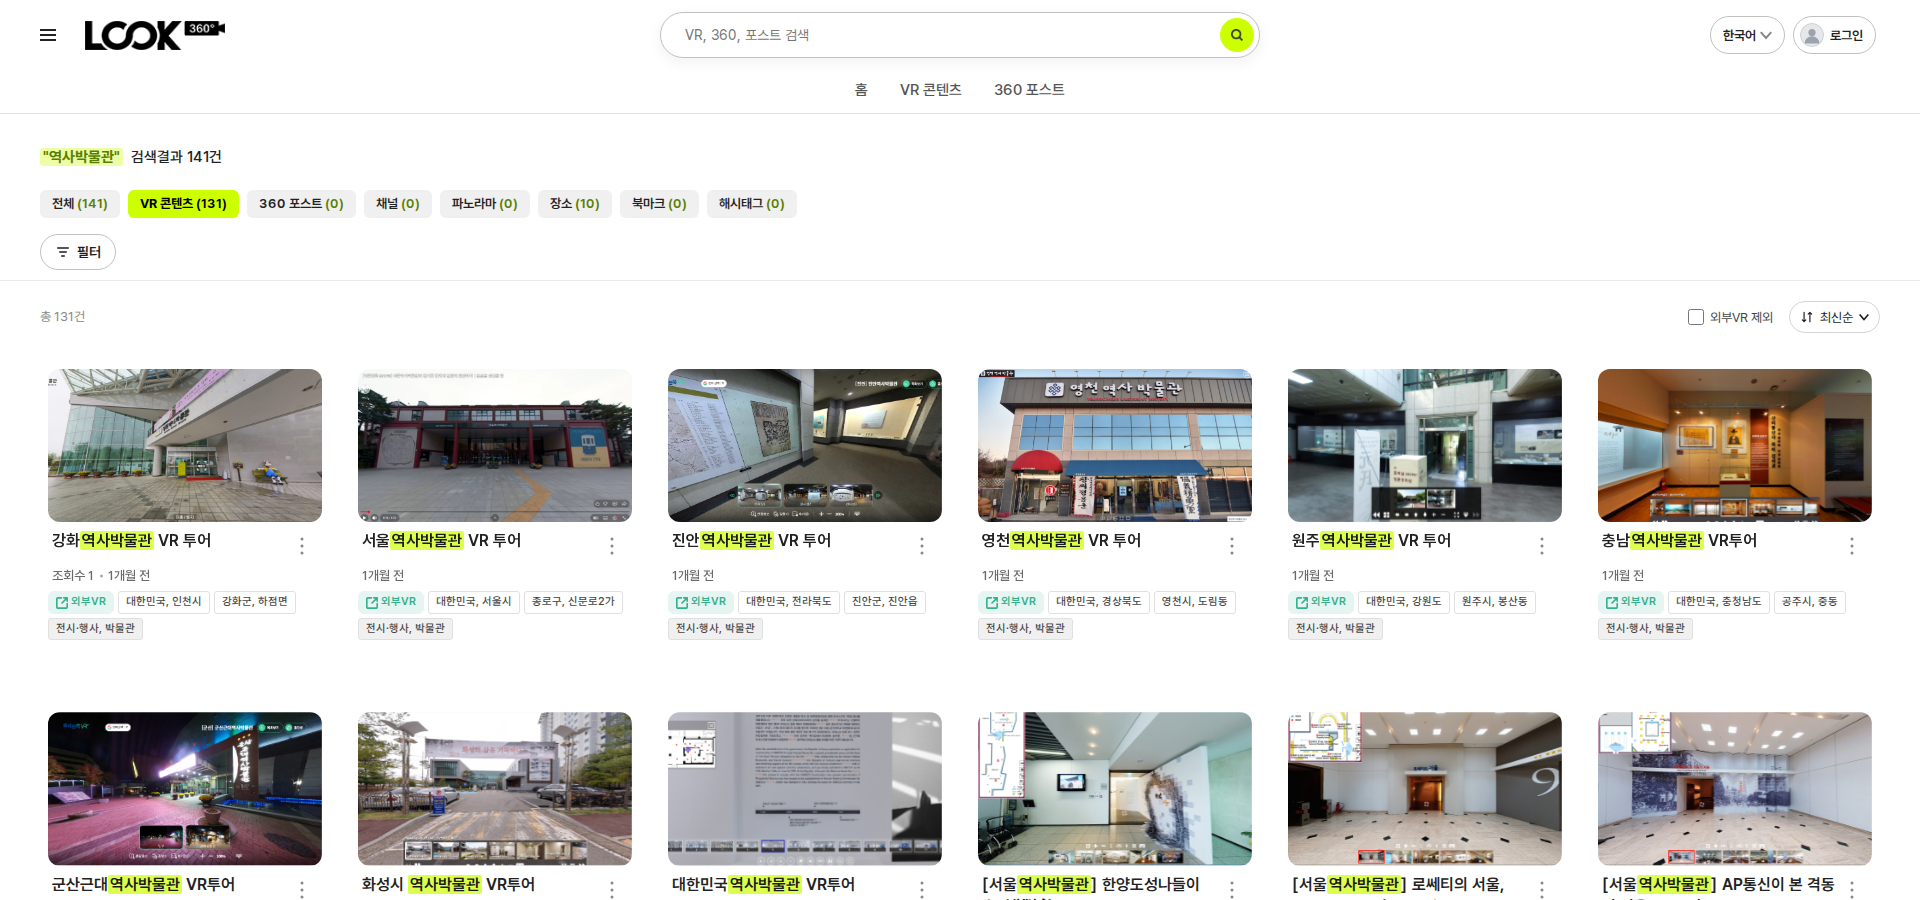 LOOK 360°
VR, 360, 포스트 검색
한국어
로그인
홈
VR 콘텐츠
360 포스트
"역사박물관" 검색결과 141건
전체 (141)
VR 콘텐츠 (131)
360 포스트 (0)
채널 (0)
파노라마 (0)
장소 (10)
북마크 (0)
해시태그 (0)
필터
총 131건
외부VR 제외
최신순
영천역사박물관
강화역사박물관 VR 투어
조회수 1 • 1개월 전
외부VR
대한민국, 인천시
강화군, 하점면
전시·행사, 박물관
서울역사박물관 VR 투어
1개월 전
외부VR
대한민국, 서울시
종로구, 신문로2가
전시·행사, 박물관
진안역사박물관 VR 투어
1개월 전
외부VR
대한민국, 전라북도
진안군, 진안읍
전시·행사, 박물관
영천역사박물관 VR 투어
1개월 전
외부VR
대한민국, 경상북도
영천시, 도림동
전시·행사, 박물관
원주역사박물관 VR 투어
1개월 전
외부VR
대한민국, 강원도
원주시, 봉산동
전시·행사, 박물관
충남역사박물관 VR투어
1개월 전
외부VR
대한민국, 충청남도
공주시, 중동
전시·행사, 박물관
군산근대역사박물관 VR투어
화성시 역사박물관 VR투어
대한민국역사박물관 VR투어
[서울역사박물관] 한양도성나들이
[서울역사박물관] 로쎄티의 서울,
[서울역사박물관] AP통신이 본 격동